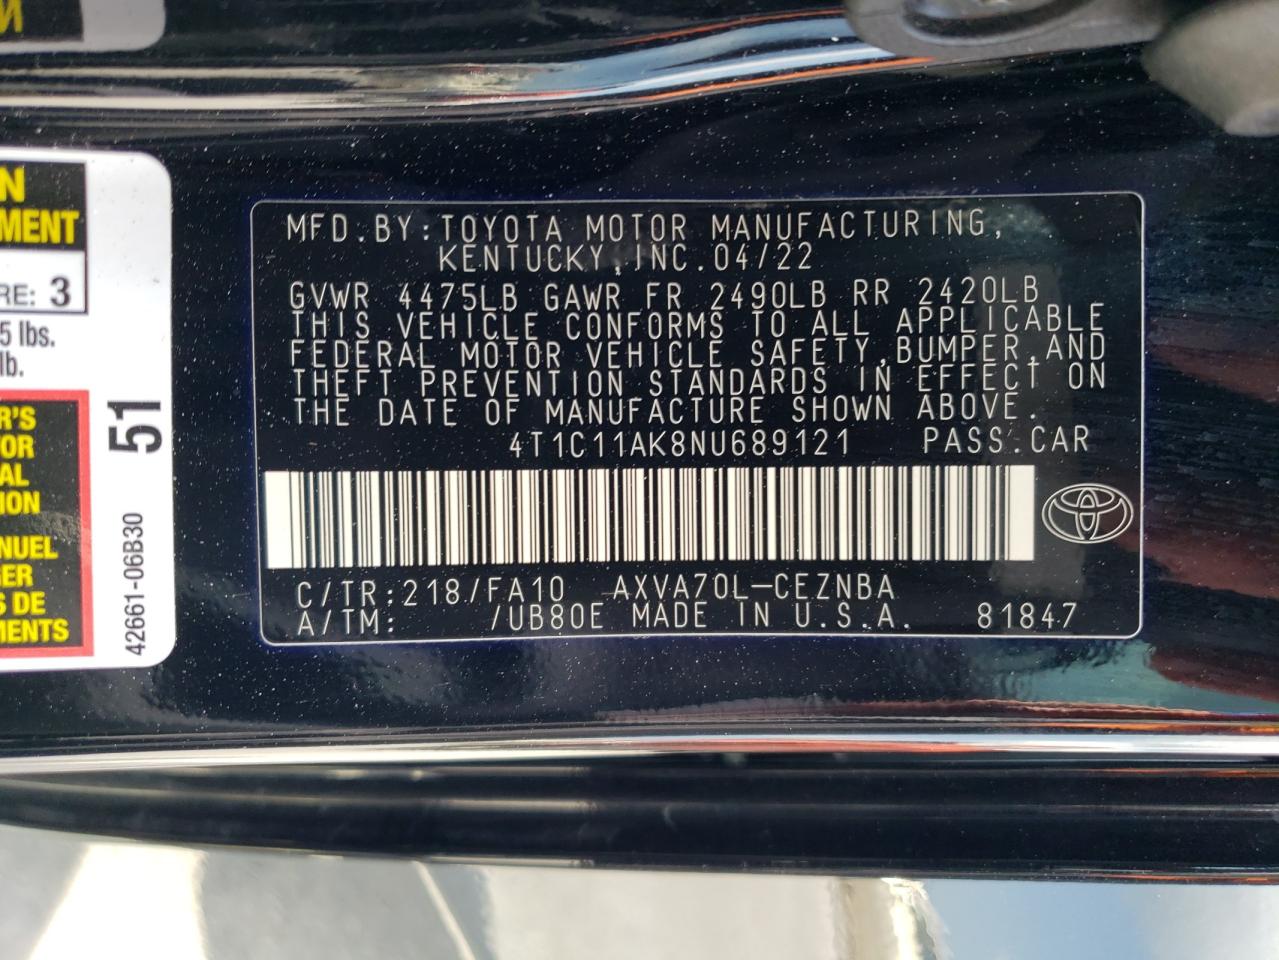 N
MENT
RE: 3
5 lbs.
lb.
R'S
TOR
AL
ION
NUEL
GER
S DE
MENTS
51
42661-06B30
MFD.BY:TOYOTA MOTOR MANUFACTURING,
KENTUCKY,INC.04/22
GVWR 4475LB GAWR FR 2490LB RR 2420LB
THIS VEHICLE CONFORMS TO ALL APPLICABLE
FEDERAL MOTOR VEHICLE SAFETY,BUMPER,AND
THEFT PREVENTION STANDARDS IN EFFECT ON
THE DATE OF MANUFACTURE SHOWN ABOVE.
4T1C11AK8NU689121 PASS.CAR
C/TR:218/FA10 AXVA70L-CEZNBA
A/TM: /UB80E MADE IN U.S.A. 81847